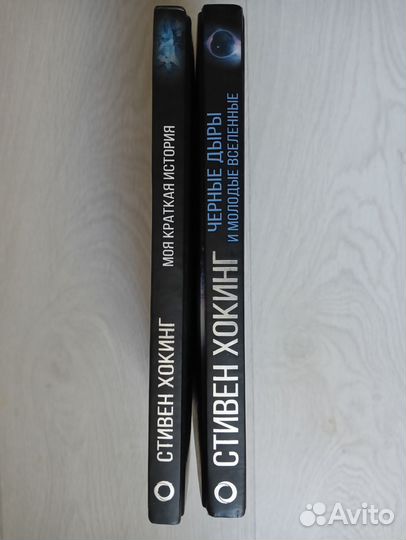 СТИВЕН ХОКИНГ
МОЯ КРАТКАЯ ИСТОРИЯ
СТИВЕН ХОКИНГ
ЧЕРНЫЕ ДЫРЫ
И МОЛОДЫЕ ВСЕЛЕННЫЕ
Avito